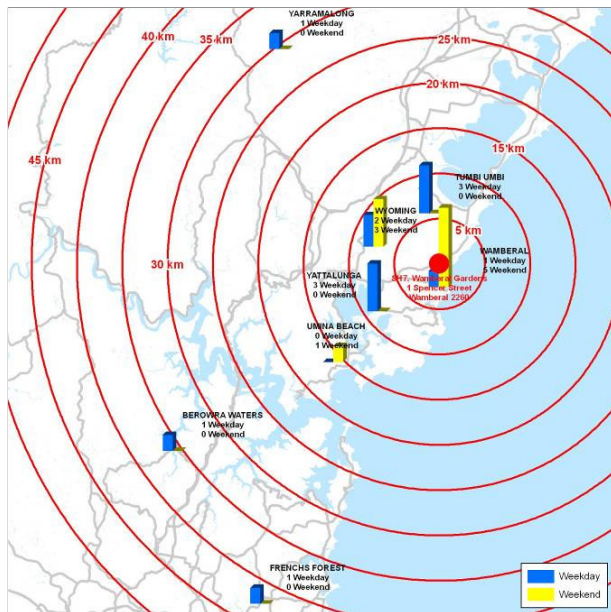 YARRAMALONG
1 Weekday
0 Weekend
40 km
35 km
25 km
20 km
45 km
15 km
TUMBI UMBI
3 Weekday
0 Weekend
WYOMING
2 Weekday
3 Weekend
5 km
WAMBERAL
1 Weekday
5 Weekend
30 km
YATTALUNGA
3 Weekday
0 Weekend
SH7. Wamberal Gardens
1 Spencer Street
Wamberal 2260
UMINA BEACH
0 Weekday
1 Weekend
BEROWRA WATERS
1 Weekday
0 Weekend
FRENCHS FOREST
1 Weekday
0 Weekend
Weekday
Weekend